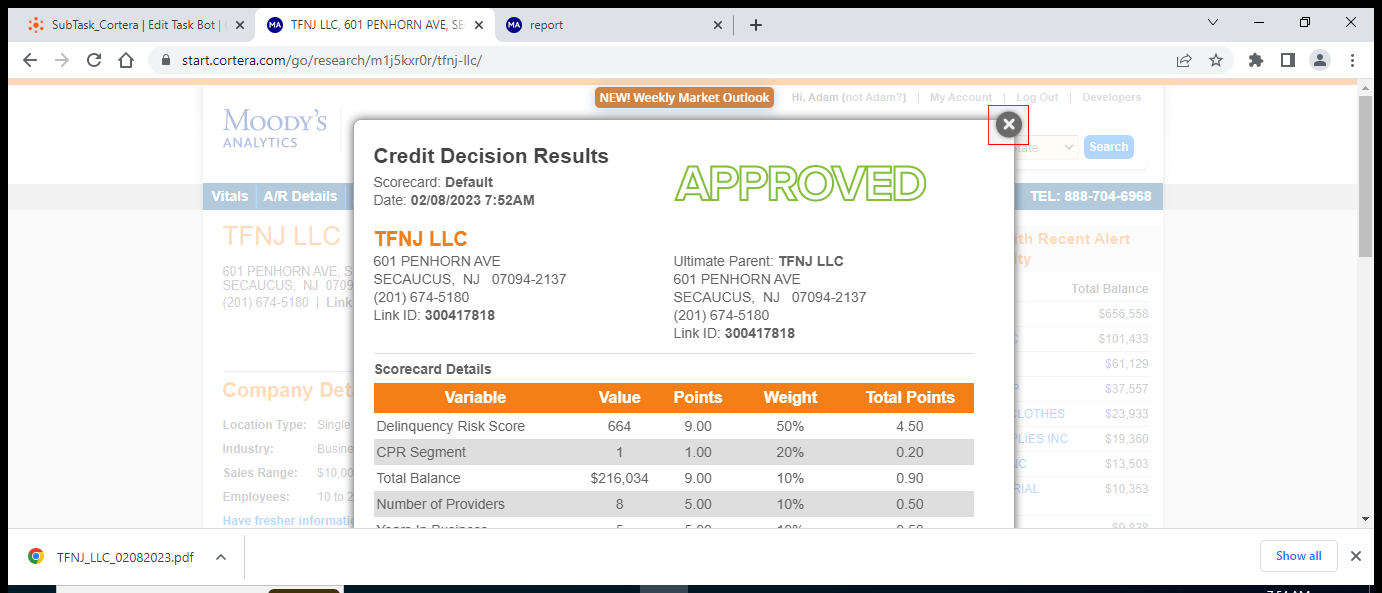 SubTask_Cortera | Edit Task Bot |
TFNJ LLC, 601 PENHORN AVE, SE
MA report
start.cortera.com/go/research/m1j5kxr0r/tfnj-llc/
NEW! Weekly Market Outlook
Hi, Adam (not Adam?) | My Account | Log Out | Developers
MOODY'S
ANALYTICS
Search
Vitals A/R Details
TEL: 888-704-6968
TFNJ LLC
601 PENHORN AVE, S
SECAUCUS, NJ 0709
(201) 674-5180 | Link
Company Det
Location Type: Single
Industry: Busine
Sales Range: $10,00
Employees: 10 to 2
Have fresher informati
Credit Decision Results
Scorecard: Default
Date: 02/08/2023 7:52AM
APPROVED
TFNJ LLC
601 PENHORN AVE
SECAUCUS, NJ 07094-2137
(201) 674-5180
Link ID: 300417818
Ultimate Parent: TFNJ LLC
601 PENHORN AVE
SECAUCUS, NJ 07094-2137
(201) 674-5180
Link ID: 300417818
Scorecard Details
Variable Value Points Weight Total Points
Delinquency Risk Score 664 9.00 50% 4.50
CPR Segment 1 1.00 20% 0.20
Total Balance $216,034 9.00 10% 0.90
Number of Providers 8 5.00 10% 0.50
Years In Business 5 5.00 10% 0.50
th Recent Alert
ty
Total Balance
$656,558
$101,433
$61,129
$37,557
CLOTHES $23,933
PLIES INC $19,360
NC $13,503
RIAL $10,353
$9,838
TFNJ_LLC_02082023.pdf
Show all